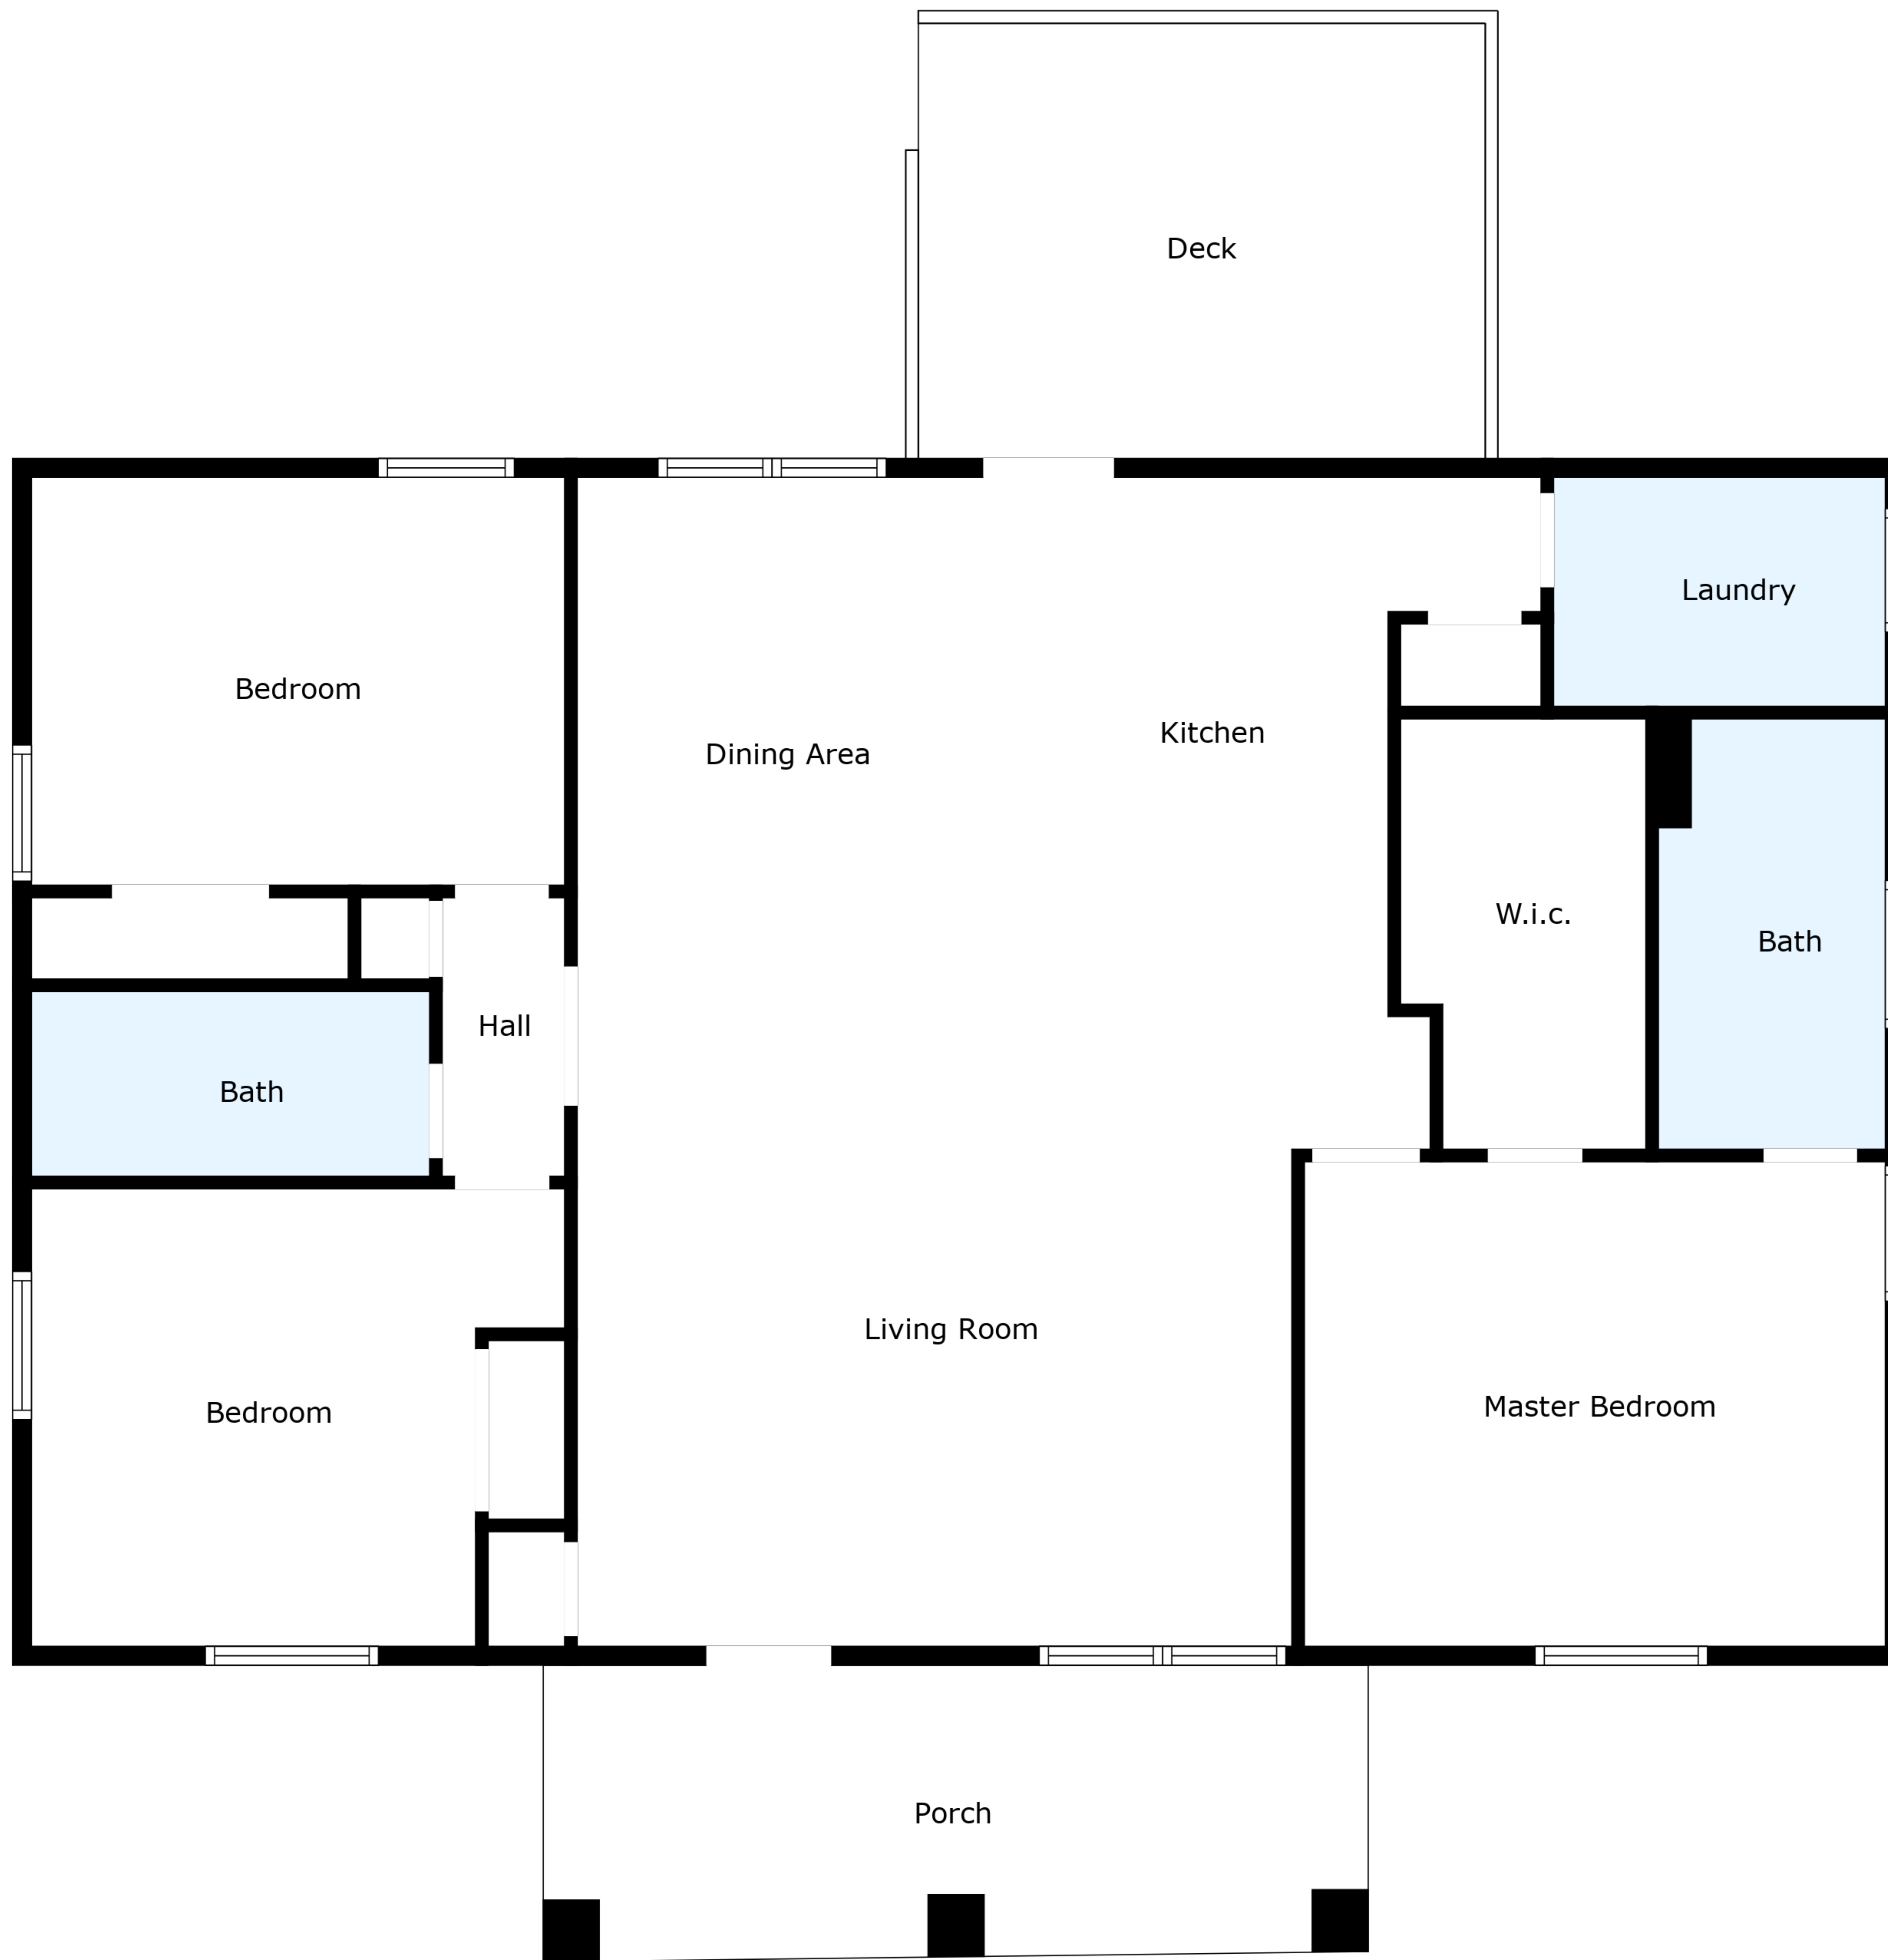 Deck
Laundry
Bedroom
Kitchen
Dining Area
W.i.c.
Bath
Hall
Bath
Living Room
Master Bedroom
Bedroom
Porch